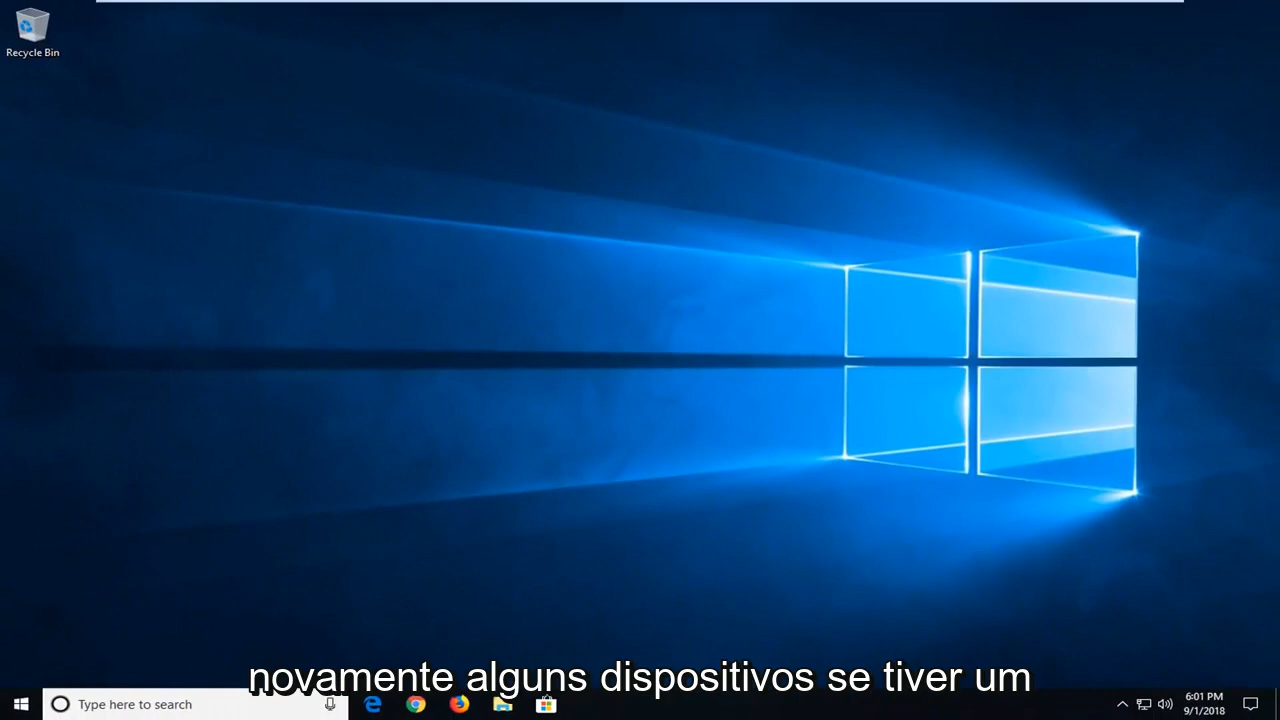 Recycle Bin
novamente alguns dispositivos se tiver um
Type here to search
6:01 PM
9/1/2018